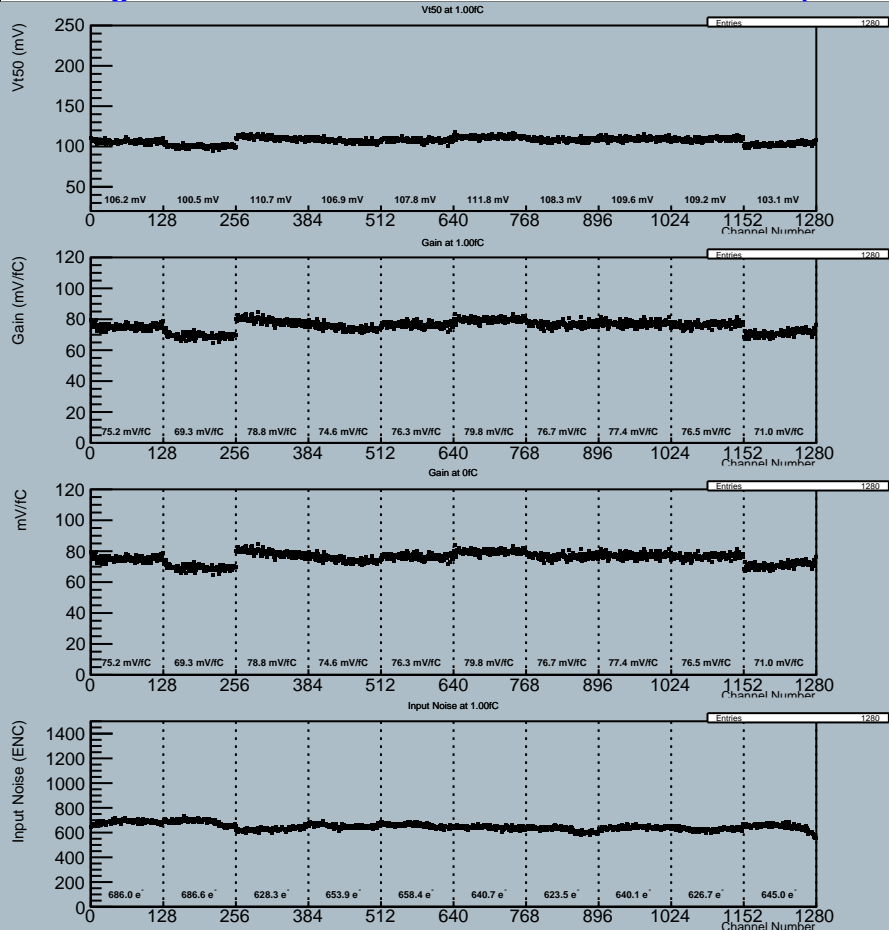 Vt50 at 1.00fC
Entries 1280
Vt50 (mV)
250
200
150
100
50
106.2 mV 100.5 mV 110.7 mV 106.9 mV 107.8 mV 111.8 mV 108.3 mV 109.6 mV 109.2 mV 103.1 mV
0 128 256 384 512 640 768 896 1024 1152 1280
Channel Number
Gain at 1.00fC
Entries 1280
Gain (mV/fC)
120
100
80
60
40
20
0
75.2 mV/fC 69.3 mV/fC 78.8 mV/fC 74.6 mV/fC 76.3 mV/fC 79.8 mV/fC 76.7 mV/fC 77.4 mV/fC 76.5 mV/fC 71.0 mV/fC
0 128 256 384 512 640 768 896 1024 1152 1280
Channel Number
Gain at 0fC
Entries 1280
mV/fC
120
100
80
60
40
20
0
75.2 mV/fC 69.3 mV/fC 78.8 mV/fC 74.6 mV/fC 76.3 mV/fC 79.8 mV/fC 76.7 mV/fC 77.4 mV/fC 76.5 mV/fC 71.0 mV/fC
0 128 256 384 512 640 768 896 1024 1152 1280
Channel Number
Input Noise at 1.00fC
Entries 1280
Input Noise (ENC)
1400
1200
1000
800
600
400
200
0
686.0 e⁻ 686.6 e⁻ 628.3 e⁻ 653.9 e⁻ 658.4 e⁻ 640.7 e⁻ 623.5 e⁻ 640.1 e⁻ 626.7 e⁻ 645.0 e⁻
0 128 256 384 512 640 768 896 1024 1152 1280
Channel Number